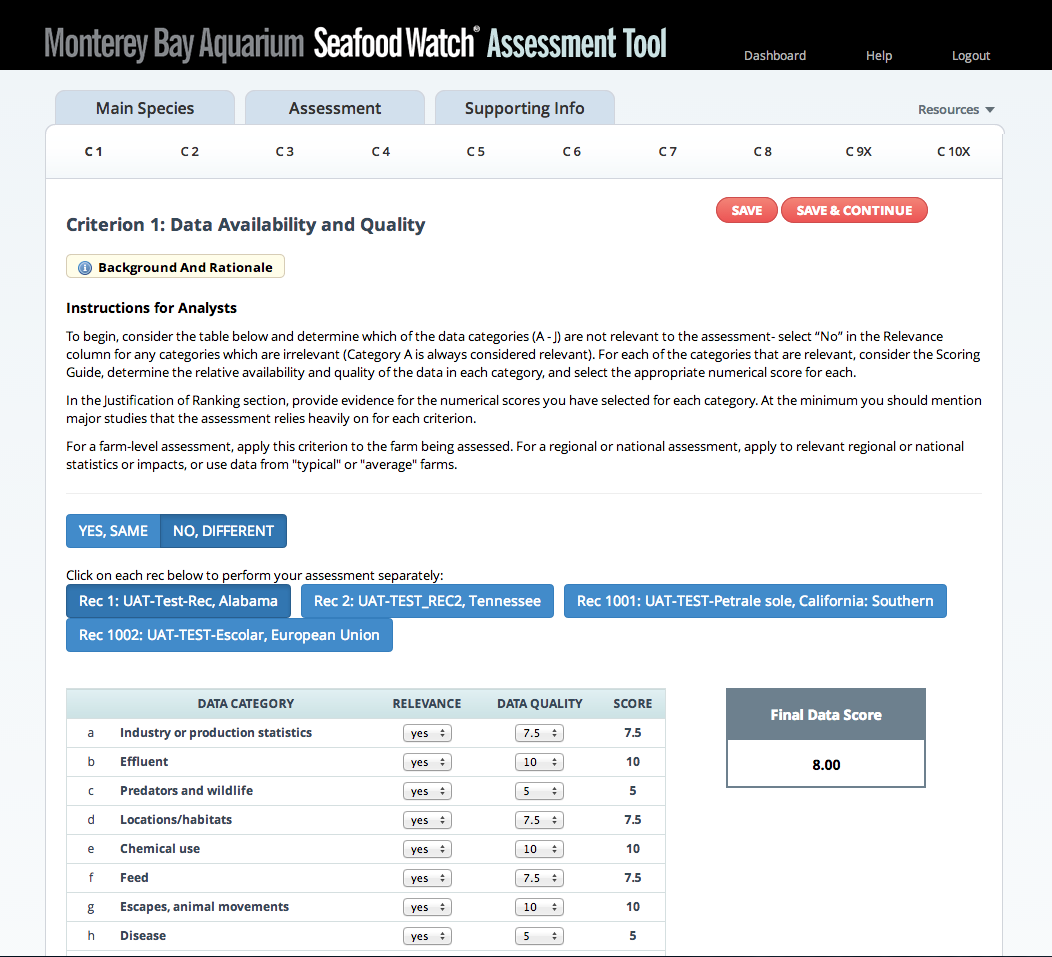 Monterey Bay Aquarium Seafood Watch® Assessment Tool
Dashboard Help Logout
Main Species Assessment Supporting Info Resources
C 1 C 2 C 3 C 4 C 5 C 6 C 7 C 8 C 9X C 10X
SAVE SAVE & CONTINUE
Criterion 1: Data Availability and Quality
Background And Rationale
Instructions for Analysts
To begin, consider the table below and determine which of the data categories (A - J) are not relevant to the assessment- select “No” in the Relevance
column for any categories which are irrelevant (Category A is always considered relevant). For each of the categories that are relevant, consider the Scoring
Guide, determine the relative availability and quality of the data in each category, and select the appropriate numerical score for each.
In the Justification of Ranking section, provide evidence for the numerical scores you have selected for each category. At the minimum you should mention
major studies that the assessment relies heavily on for each criterion.
For a farm-level assessment, apply this criterion to the farm being assessed. For a regional or national assessment, apply to relevant regional or national
statistics or impacts, or use data from "typical" or "average" farms.
YES, SAME NO, DIFFERENT
Click on each rec below to perform your assessment separately:
Rec 1: UAT-Test-Rec, Alabama Rec 2: UAT-TEST_REC2, Tennessee Rec 1001: UAT-TEST-Petrale sole, California: Southern
Rec 1002: UAT-TEST-Escolar, European Union
DATA CATEGORY RELEVANCE DATA QUALITY SCORE
a Industry or production statistics yes 7.5 7.5
b Effluent yes 10 10
c Predators and wildlife yes 5 5
d Locations/habitats yes 7.5 7.5
e Chemical use yes 10 10
f Feed yes 7.5 7.5
g Escapes, animal movements yes 10 10
h Disease yes 5 5
Final Data Score
8.00